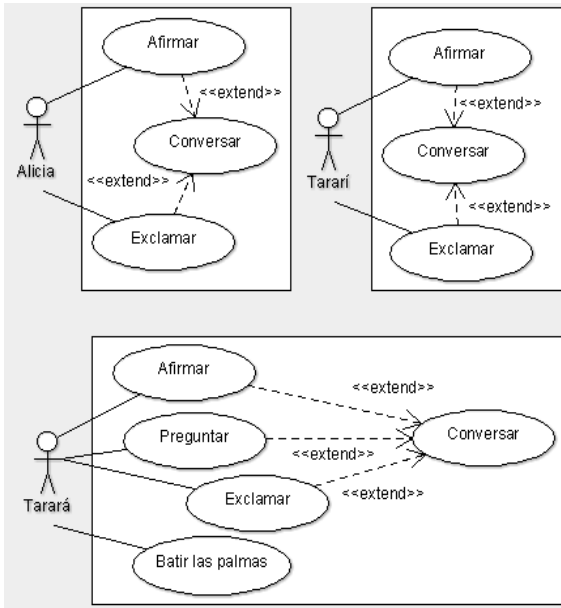 Afirmar
<<extend>>
Conversar
Alicia
<<extend>>
Exclamar
Afirmar
<<extend>>
Conversar
Tararí
<<extend>>
Exclamar
Afirmar
<<extend>>
Preguntar
Conversar
<<extend>>
Exclamar
<<extend>>
Tarará
Batir las palmas